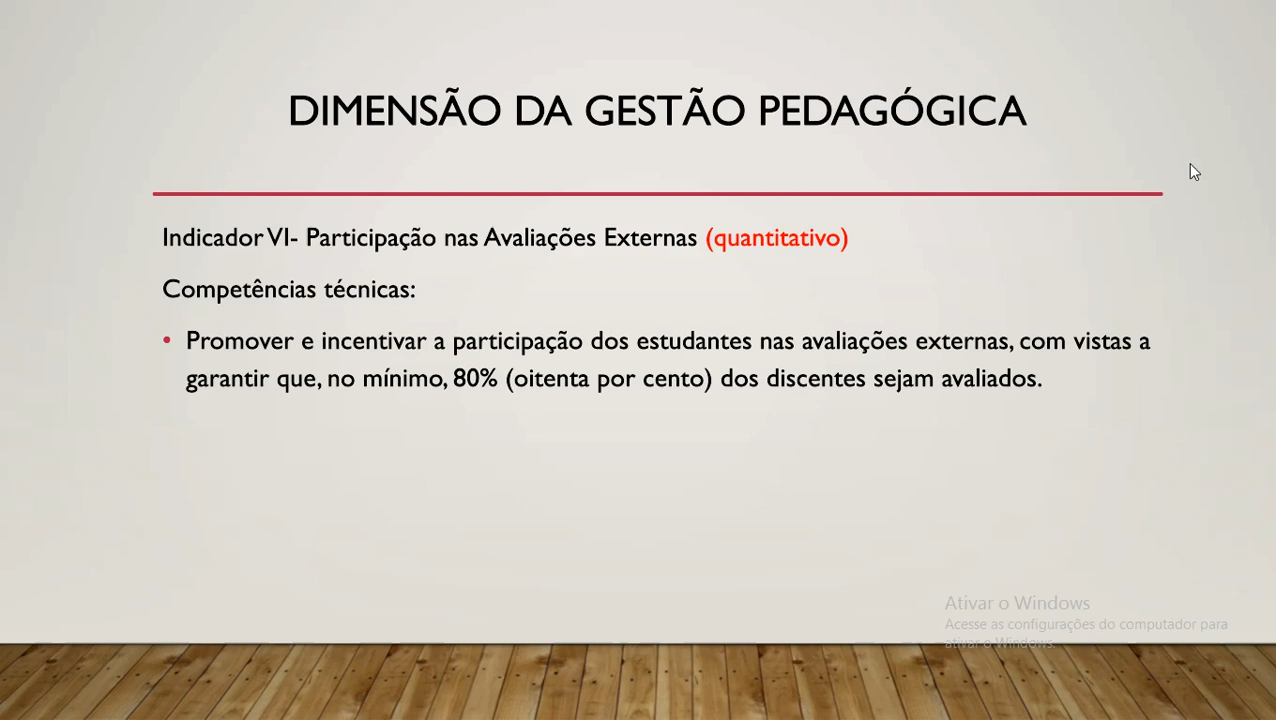 DIMENSÃO DA GESTÃO PEDAGÓGICA
Indicador VI- Participação nas Avaliações Externas (quantitativo)
Competências técnicas:
• Promover e incentivar a participação dos estudantes nas avaliações externas, com vistas a
garantir que, no mínimo, 80% (oitenta por cento) dos discentes sejam avaliados.
Ativar o Windows
Acesse as configurações do computador para
ativar o Windows.